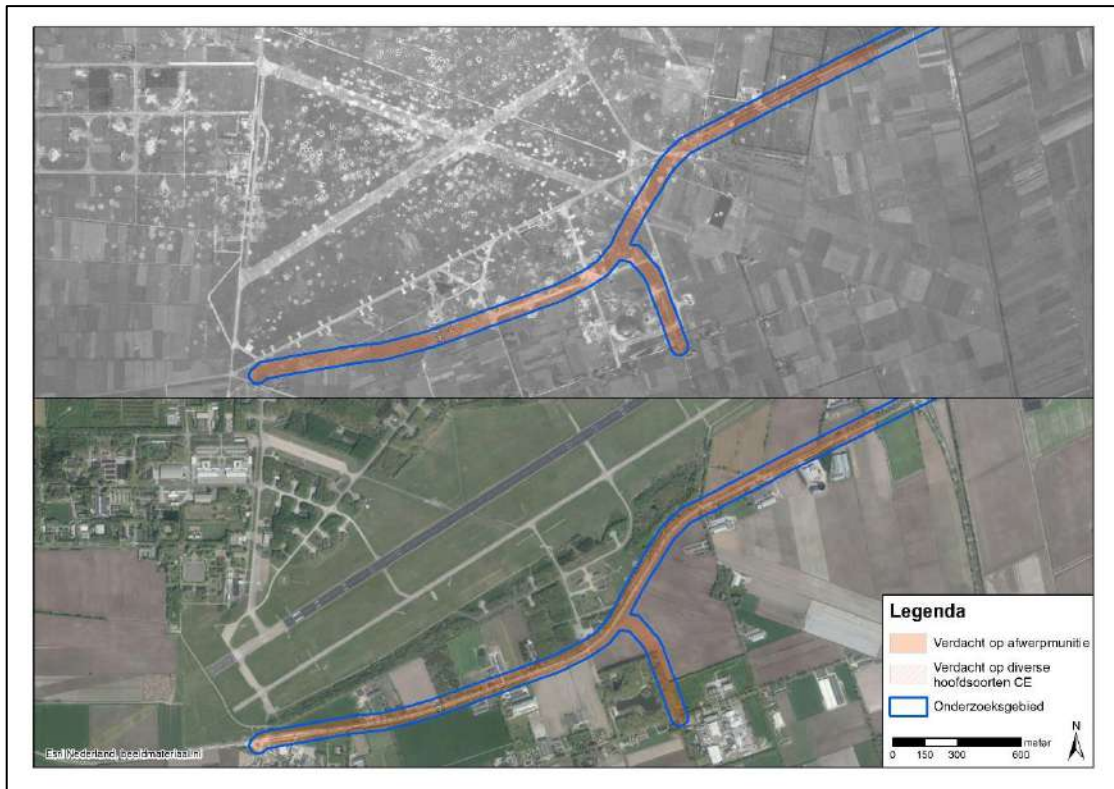 Legenda
Verdacht op afwerpmunitie
Verdacht op diverse
hoofdsoorten CE
Onderzoeksgebied
N
meter
0 150 300 600
Esri Nederland, beeldmateriaal.nl